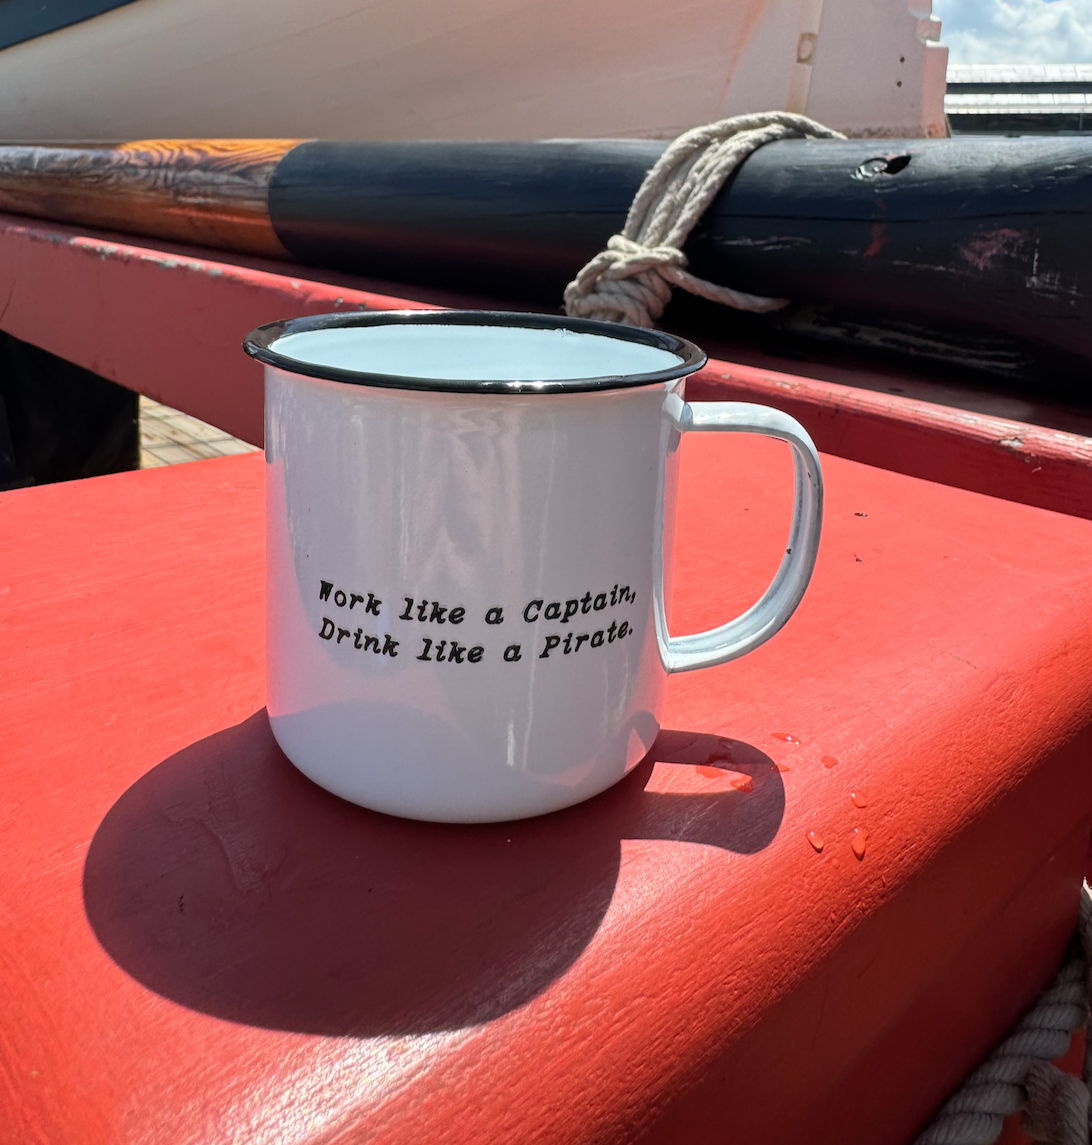 Work like a Captain,
Drink like a Pirate.